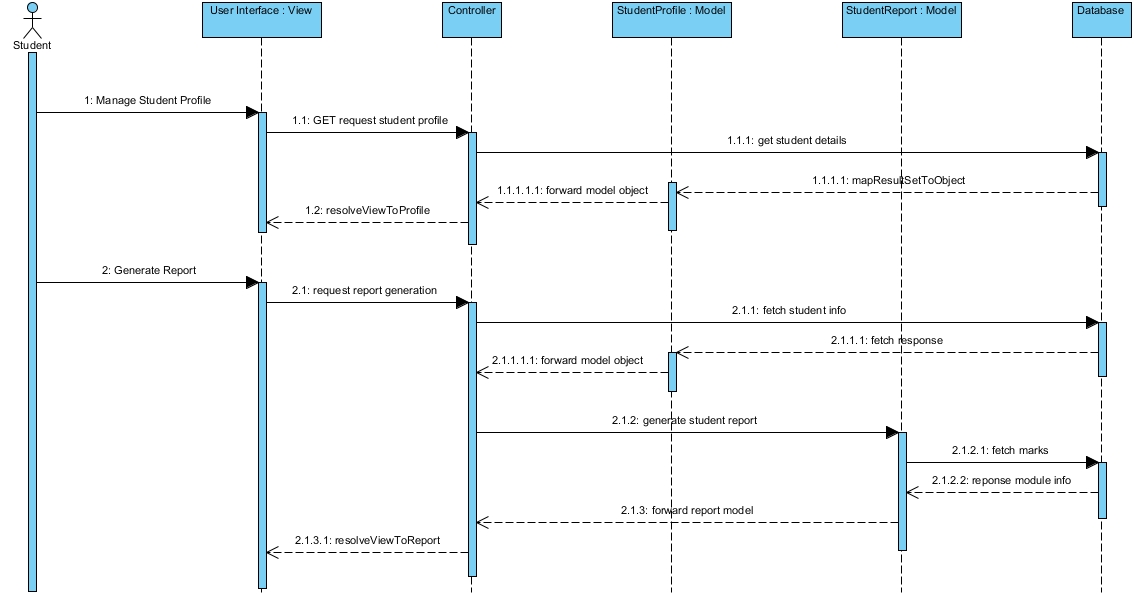 User Interface : View
Controller
StudentProfile : Model
StudentReport : Model
Database
Student
1: Manage Student Profile
1.1: GET request student profile
1.1.1: get student details
1.1.1.1: mapResultSetToObject
1.1.1.1.1: forward model object
1.2: resolveViewToProfile
2: Generate Report
2.1: request report generation
2.1.1: fetch student info
2.1.1.1: fetch response
2.1.1.1.1: forward model object
2.1.2: generate student report
2.1.2.1: fetch marks
2.1.2.2: reponse module info
2.1.3: forward report model
2.1.3.1: resolveViewToReport